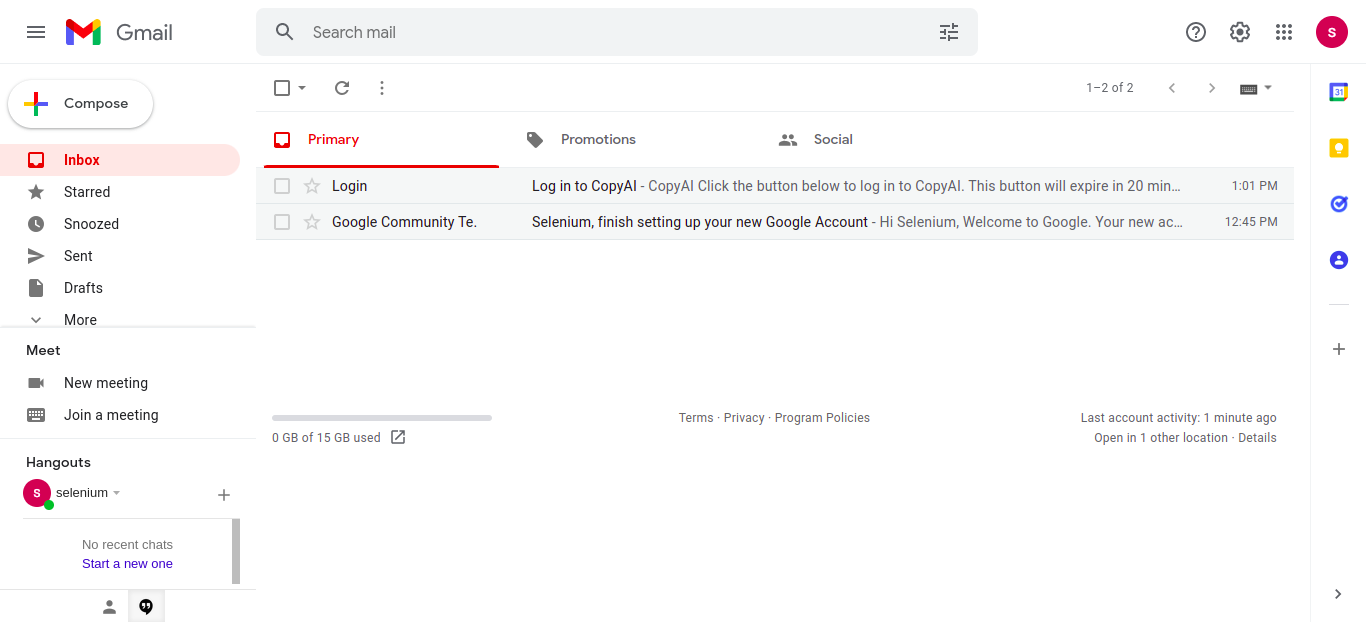 Gmail
Search mail
S
Compose
1–2 of 2
31
Primary
Promotions
Social
Inbox
Starred
Snoozed
Sent
Drafts
More
Login
Log in to CopyAI - CopyAI Click the button below to log in to CopyAI. This button will expire in 20 min…
1:01 PM
Google Community Te.
Selenium, finish setting up your new Google Account - Hi Selenium, Welcome to Google. Your new ac…
12:45 PM
Meet
New meeting
Join a meeting
Hangouts
S
selenium
No recent chats
Start a new one
0 GB of 15 GB used
Terms · Privacy · Program Policies
Last account activity: 1 minute ago
Open in 1 other location · Details